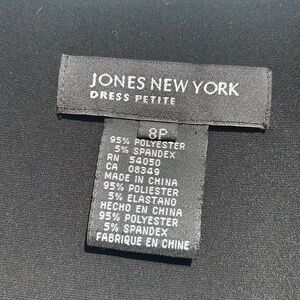 JONES NEW YORK
DRESS PETITE
8P
95% POLYESTER
5% SPANDEX
RN 54050
CA 08349
MADE IN CHINA
95% POLIESTER
5% ELASTANO
HECHO EN CHINA
95% POLYESTER
5% SPANDEX
FABRIQUE EN CHINE